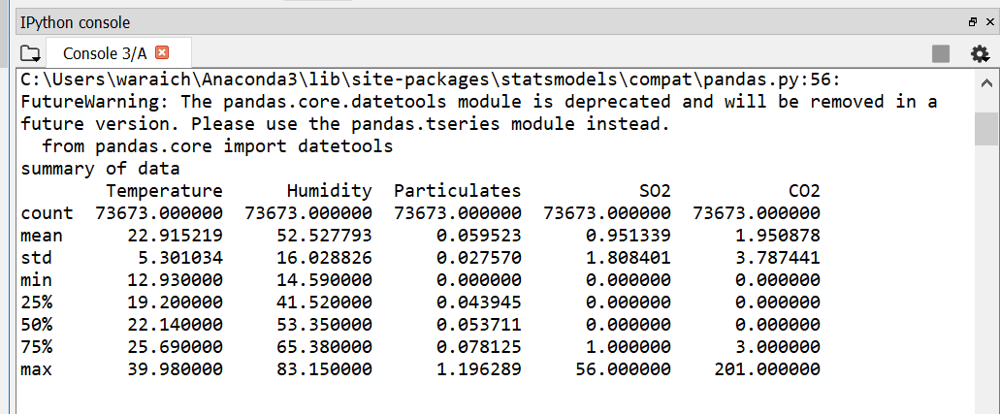 IPython console
Console 3/A
C:\Users\waraich\Anaconda3\lib\site-packages\statsmodels\compat\pandas.py:56:
FutureWarning: The pandas.core.datetools module is deprecated and will be removed in a
future version. Please use the pandas.tseries module instead.
  from pandas.core import datetools
summary of data
        Temperature      Humidity  Particulates           SO2           CO2
count  73673.000000  73673.000000  73673.000000  73673.000000  73673.000000
mean      22.915219     52.527793      0.059523      0.951339      1.950878
std        5.301034     16.028826      0.027570      1.808401      3.787441
min       12.930000     14.590000      0.000000      0.000000      0.000000
25%       19.200000     41.520000      0.043945      0.000000      0.000000
50%       22.140000     53.350000      0.053711      0.000000      0.000000
75%       25.690000     65.380000      0.078125      1.000000      3.000000
max       39.980000     83.150000      1.196289     56.000000    201.000000